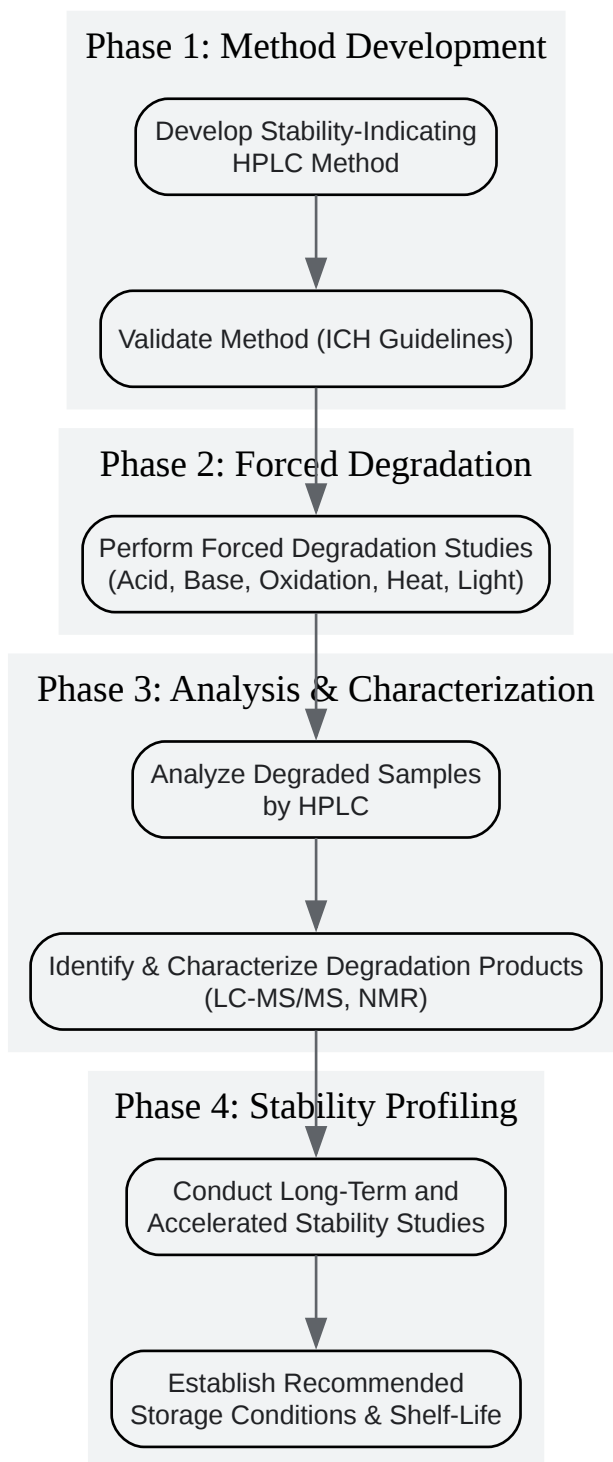 Phase 1: Method Development
Develop Stability-Indicating
HPLC Method
Validate Method (ICH Guidelines)
Phase 2: Forced Degradation
Perform Forced Degradation Studies
(Acid, Base, Oxidation, Heat, Light)
Phase 3: Analysis & Characterization
Analyze Degraded Samples
by HPLC
Identify & Characterize Degradation Products
(LC-MS/MS, NMR)
Phase 4: Stability Profiling
Conduct Long-Term and
Accelerated Stability Studies
Establish Recommended
Storage Conditions & Shelf-Life